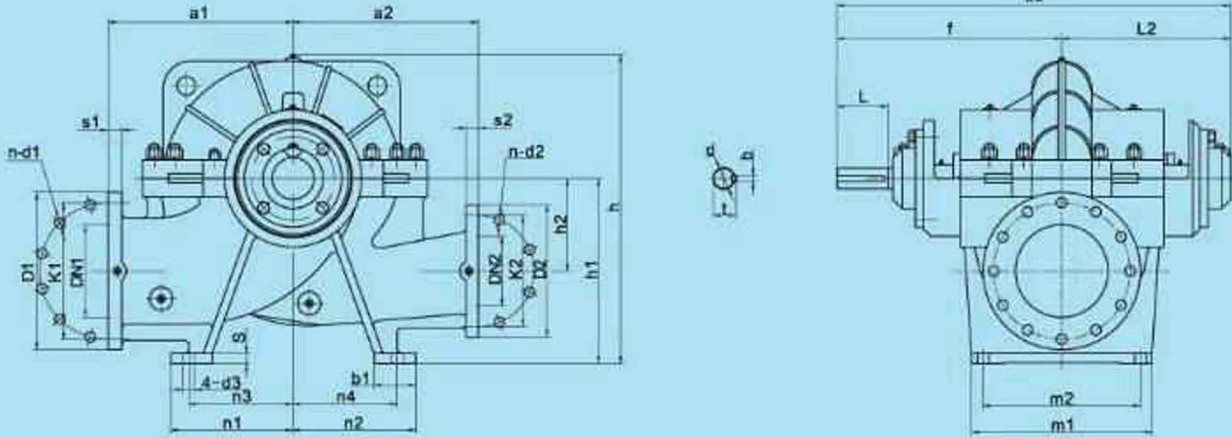 a1
a2
f
L2
L
s1
s2
n-d1
n-d2
d
b
t
h2
h
h1
D1
K1
DN1
DN2
K2
D2
S
4-d3
b1
n3
n4
n1
n2
m2
m1